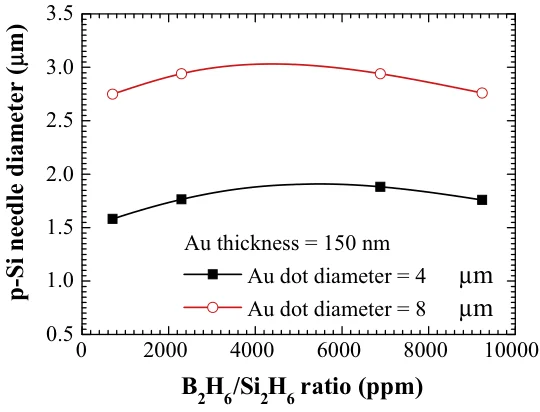 3.5
3.0
2.5
2.0
1.5
1.0
0.5
p-Si needle diameter (μm)
Au thickness = 150 nm
Au dot diameter = 4 μm
Au dot diameter = 8 μm
0 2000 4000 6000 8000 10000
B₂H₆/Si₂H₆ ratio (ppm)